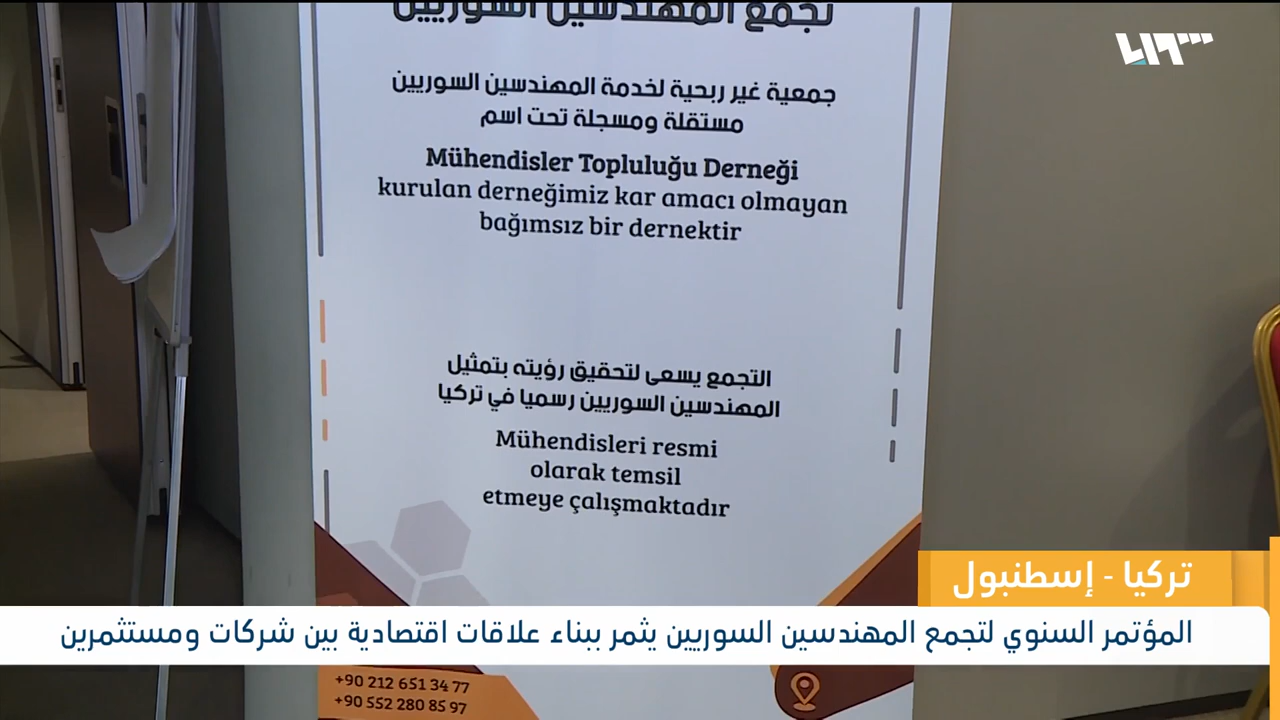 تجمع المهندسين السوريين
جمعية غير ربحية لخدمة المهندسين السوريين
مستقلة ومسجلة تحت اسم
Mühendisler Topluluğu Derneği
kurulan derneğimiz kar amacı olmayan
bağımsız bir dernektir
التجمع يسعى لتحقيق رؤيته بتمثيل
المهندسين السوريين رسميا في تركيا
Mühendisleri resmi
olarak temsil
etmeye çalışmaktadır
تركيا - إسطنبول
المؤتمر السنوي لتجمع المهندسين السوريين يثمر ببناء علاقات اقتصادية بين شركات ومستثمرين
+90 212 651 34 77
+90 552 280 85 97